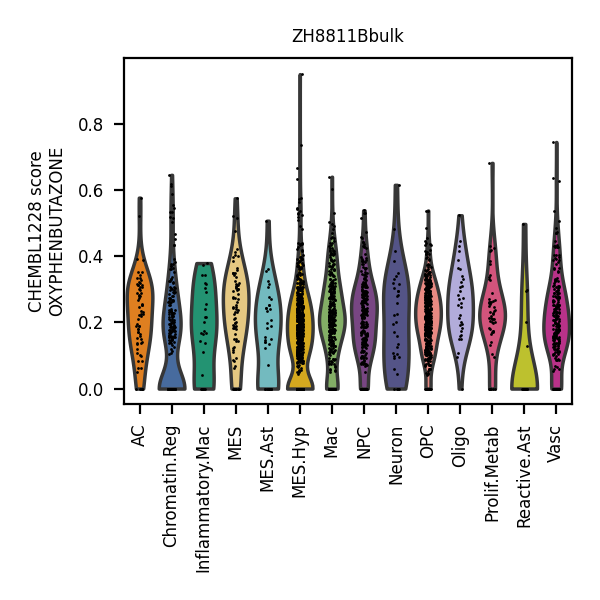 ZH8811Bbulk
CHEMBL1228 score
OXYPHENBUTAZONE
0.8
0.6
0.4
0.2
0.0
AC
Chromatin.Reg
Inflammatory.Mac
MES
MES.Ast
MES.Hyp
Mac
NPC
Neuron
OPC
Oligo
Prolif.Metab
Reactive.Ast
Vasc